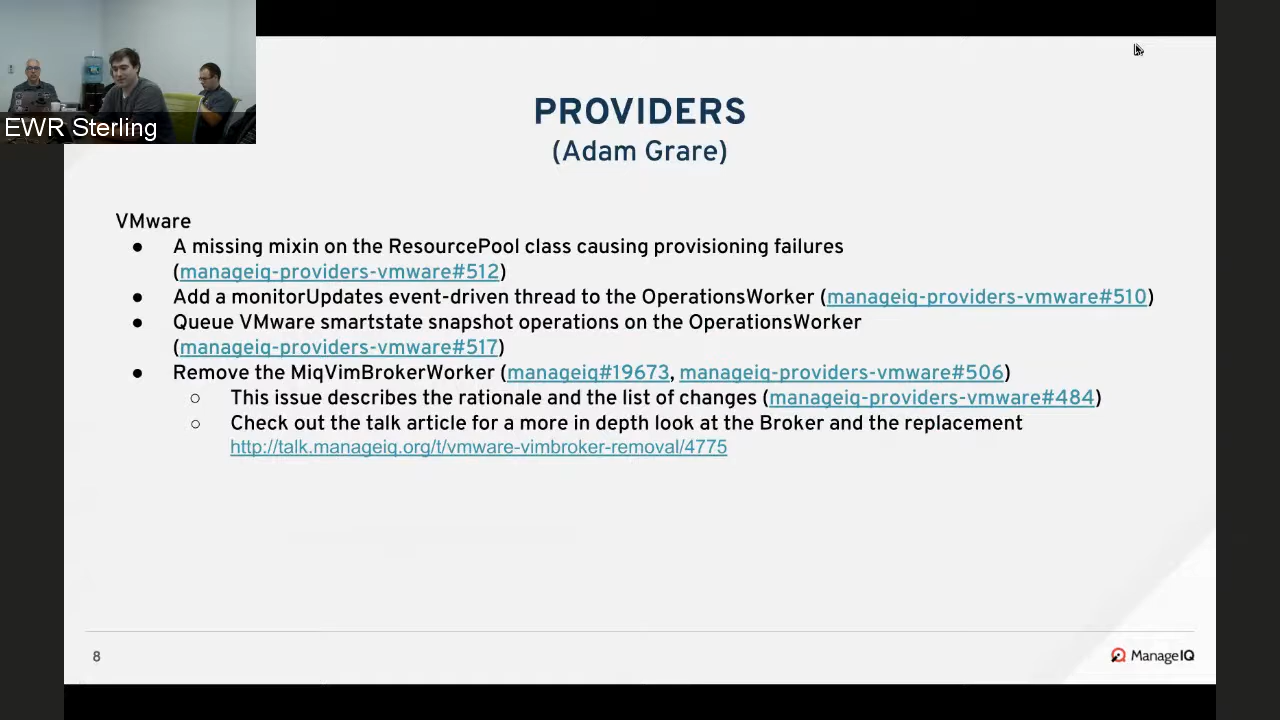 EWR Sterling
PROVIDERS
(Adam Grare)
VMware
● A missing mixin on the ResourcePool class causing provisioning failures
(manageiq-providers-vmware#512)
● Add a monitorUpdates event-driven thread to the OperationsWorker (manageiq-providers-vmware#510)
● Queue VMware smartstate snapshot operations on the OperationsWorker
(manageiq-providers-vmware#517)
● Remove the MiqVimBrokerWorker (manageiq#19673, manageiq-providers-vmware#506)
○ This issue describes the rationale and the list of changes (manageiq-providers-vmware#484)
○ Check out the talk article for a more in depth look at the Broker and the replacement
http://talk.manageiq.org/t/vmware-vimbroker-removal/4775
8
ManageIQ